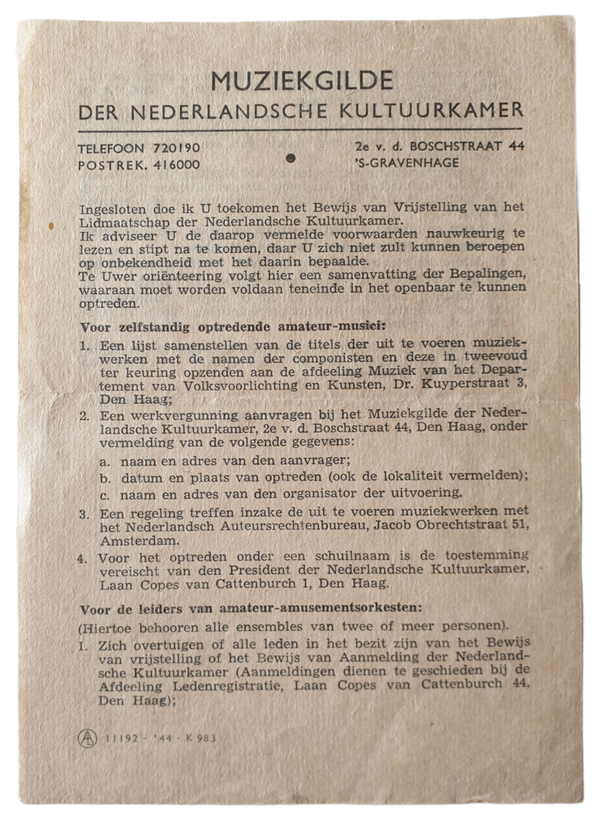 MUZIEKGILDE
DER NEDERLANDSCHE KULTUURKAMER
TELEFOON 720190
POSTREK. 416000
2e v. d. BOSCHSTRAAT 44
'S-GRAVENHAGE
Ingesloten doe ik U toekomen het Bewijs van Vrijstelling van het
Lidmaatschap der Nederlandsche Kultuurkamer.
Ik adviseer U de daarop vermelde voorwaarden nauwkeurig te
lezen en stipt na te komen, daar U zich niet zult kunnen beroepen
op onbekendheid met het daarin bepaalde.
Te Uwer oriënteering volgt hier een samenvatting der Bepalingen,
waaraan moet worden voldaan teneinde in het openbaar te kunnen
optreden.
Voor zelfstandig optredende amateur-musici:
1. Een lijst samenstellen van de titels der uit te voeren muziek-
werken met de namen der componisten en deze in tweevoud
ter keuring opzenden aan de afdeeling Muziek van het Depar-
tement van Volksvoorlichting en Kunsten, Dr. Kuyperstraat 3,
Den Haag;
2. Een werkvergunning aanvragen bij het Muziekgilde der Neder-
landsche Kultuurkamer, 2e v. d. Boschstraat 44, Den Haag, onder
vermelding van de volgende gegevens:
a. naam en adres van den aanvrager;
b. datum en plaats van optreden (ook de lokaliteit vermelden);
c. naam en adres van den organisator der uitvoering.
3. Een regeling treffen inzake de uit te voeren muziekwerken met
het Nederlandsch Auteursrechtenbureau, Jacob Obrechtstraat 51,
Amsterdam.
4. Voor het optreden onder een schuilnaam is de toestemming
vereischt van den President der Nederlandsche Kultuurkamer,
Laan Copes van Cattenburch 1, Den Haag.
Voor de leiders van amateur-amusementsorkesten:
(Hiertoe behooren alle ensembles van twee of meer personen).
1. Zich overtuigen of alle leden in het bezit zijn van het Bewijs
van vrijstelling of het Bewijs van Aanmelding der Nederland-
sche Kultuurkamer (Aanmeldingen dienen te geschieden bij de
Afdeeling Ledenregistratie, Laan Copes van Cattenburch 44,
Den Haag);
11192 - '44 - K 983